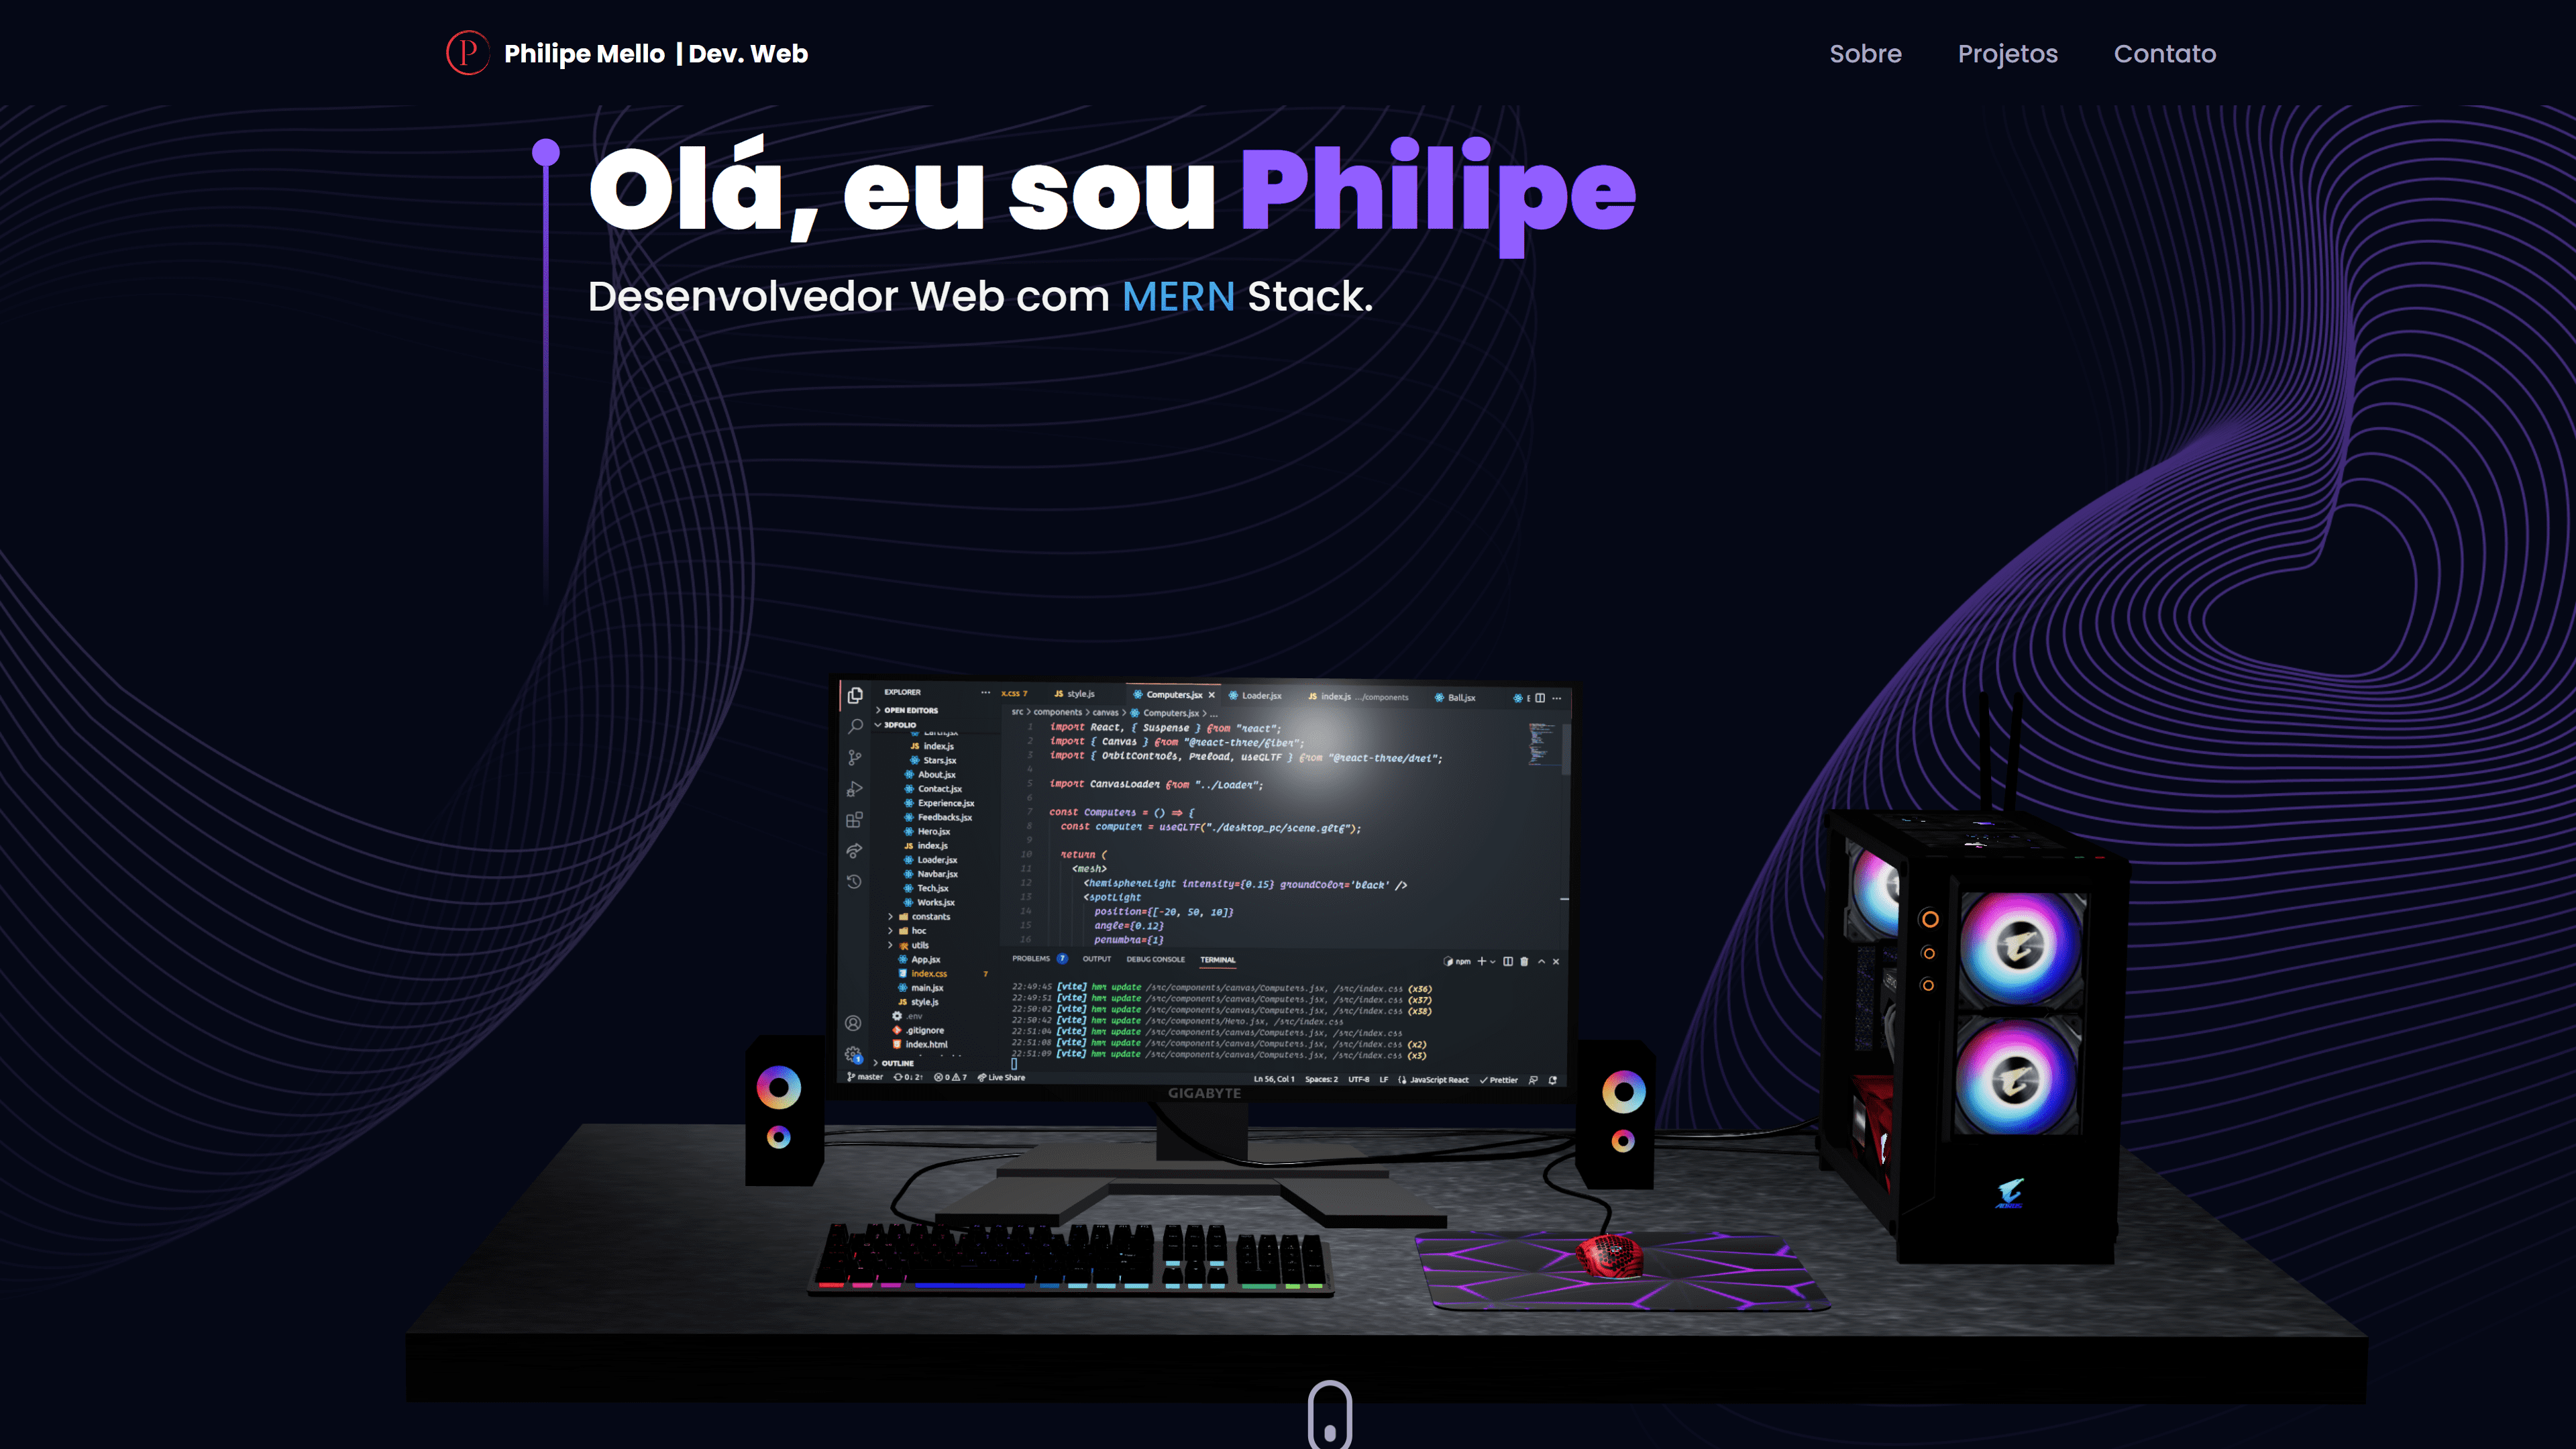 P
Philipe Mello | Dev. Web
Sobre
Projetos
Contato
Olá, eu sou Philipe
Desenvolvedor Web com MERN Stack.
EXPLORER
x.css 7
style.js
Computers.jsx
Loader.jsx
index.js .../components
Ball.jsx
OPEN EDITORS
3DFOLIO
src > components > canvas > Computers.jsx > ...
index.js
Stars.jsx
About.jsx
Contact.jsx
Experience.jsx
Feedbacks.jsx
Hero.jsx
index.js
Loader.jsx
Navbar.jsx
Tech.jsx
Works.jsx
constants
hoc
utils
App.jsx
index.css 7
main.jsx
style.js
.env
.gitignore
index.html
OUTLINE
1 import React, { Suspense } from "react";
2 import { Canvas } from "@react-three/fiber";
3 import { OrbitControls, Preload, useGLTF } from "@react-three/drei";
4
5 import CanvasLoader from "../Loader";
6
7 const Computers = () => {
8 const computer = useGLTF("./desktop_pc/scene.gltf");
9
10 return (
11 <mesh>
12 <hemisphereLight intensity={0.15} groundColor='black' />
13 <spotLight
14 position={[-20, 50, 10]}
15 angle={0.12}
16 penumbra={1}
PROBLEMS 7 OUTPUT DEBUG CONSOLE TERMINAL
npm
22:49:45 [vite] hmr update /src/components/canvas/Computers.jsx, /src/index.css (x36)
22:49:51 [vite] hmr update /src/components/canvas/Computers.jsx, /src/index.css (x37)
22:50:02 [vite] hmr update /src/components/canvas/Computers.jsx, /src/index.css (x38)
22:50:42 [vite] hmr update /src/components/Hero.jsx, /src/index.css
22:51:04 [vite] hmr update /src/components/canvas/Computers.jsx, /src/index.css
22:51:08 [vite] hmr update /src/components/canvas/Computers.jsx, /src/index.css (x2)
22:51:09 [vite] hmr update /src/components/canvas/Computers.jsx, /src/index.css (x3)
master 0↓ 2↑ 0 7 Live Share
Ln 56, Col 1 Spaces: 2 UTF-8 LF JavaScript React Prettier
GIGABYTE